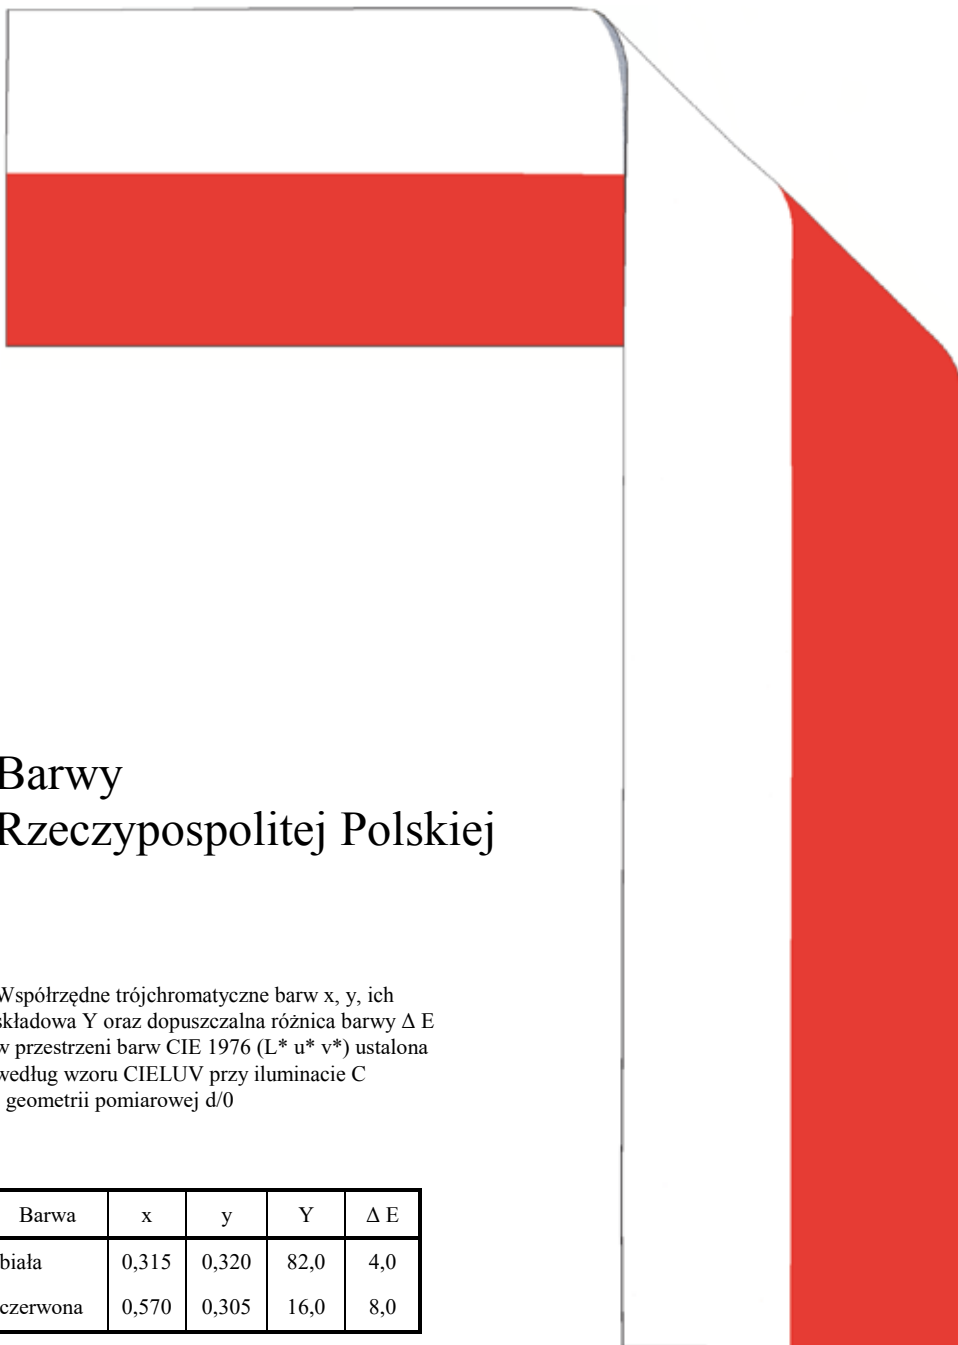 Barwy
Rzeczypospolitej Polskiej
Współrzędne trójchromatyczne barw x, y, ich
składowa Y oraz dopuszczalna różnica barwy Δ E
w przestrzeni barw CIE 1976 (L* u* v*) ustalona
według wzoru CIELUV przy iluminacie C
geometrii pomiarowej d/0
Barwa x y Y Δ E
biała 0,315 0,320 82,0 4,0
czerwona 0,570 0,305 16,0 8,0